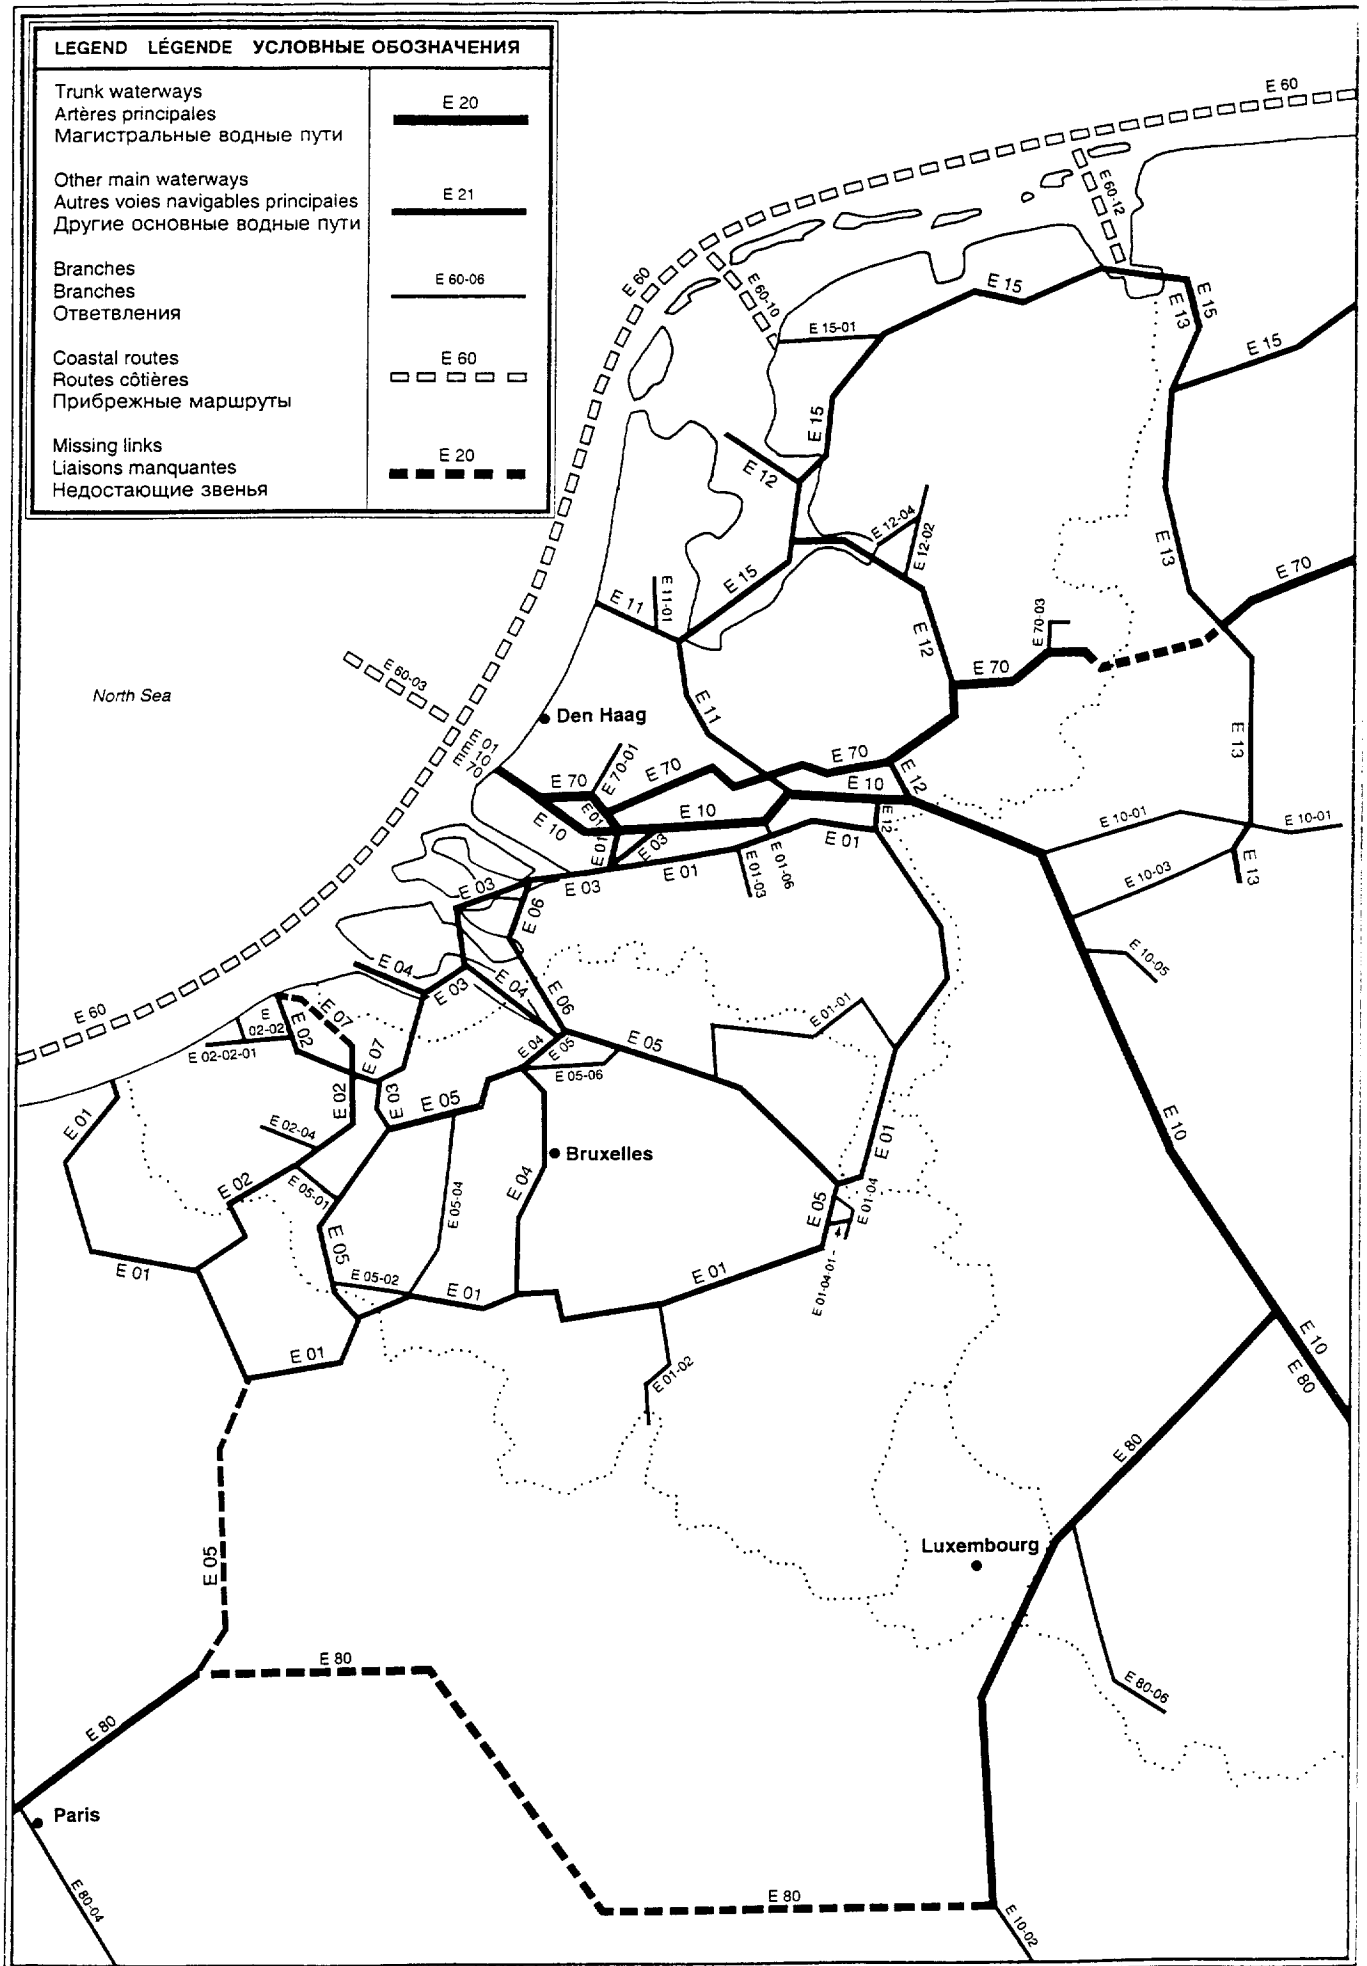 LEGEND LÉGENDE УСЛОВНЫЕ ОБОЗНАЧЕНИЯ
Trunk waterways
Artères principales
Магистральные водные пути
E 20
Other main waterways
Autres voies navigables principales
Другие основные водные пути
E 21
Branches
Branches
Ответвления
E 60-06
Coastal routes
Routes côtières
Прибрежные маршруты
E 60
Missing links
Liaisons manquantes
Недостающие звенья
E 20
E 60
E 60-12
E 60
E 60-10
E 15
E 15
E 13
E 15-01
E 15
E 15
E 12
E 12-04
E 12-02
E 13
E 70
E 15
E 11
E 11-01
E 12
E 70-03
E 70
E 60-03
North Sea
Den Haag
E 11
E 13
E 01
E 10
E 70
E 70
E 70-01
E 70
E 70
E 12
E 10
E 10
E 01
E 10
E 12
E 01
E 03
E 01
E 10-01
E 10-01
E 03
E 03
E 01
E 01-03
E 01-06
E 10-03
E 13
E 06
E 10-05
E 04
E 03
E 04
E 06
E 60
E 07
E 02
E
02-02
E 02-02-01
E 01-01
E 07
E 04
E 05
E 05
E 05-06
E 01
E 02
E 03
E 05
E 02-04
E 01
E 10
Bruxelles
E 02
E 05-01
E 05-04
E 04
E 05
E 01-04
E 05
E 01
E 05-02
E 01
E 01
E 01-04-01
E 01
E 01-02
E 10
E 80
E 80
E 05
Luxembourg
E 80
E 80-06
E 80
Paris
E 80-04
E 80
E 10-02